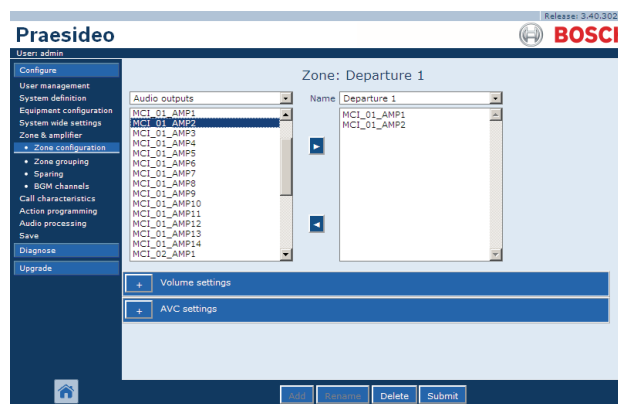 Release: 3.40.302
Praesideo
BOSCH
User: admin
Configure
User management
System definition
Equipment configuration
System wide settings
Zone & amplifier
• Zone configuration
• Zone grouping
• Sparing
• BGM channels
Call characteristics
Action programming
Audio processing
Save
Diagnose
Upgrade
Zone: Departure 1
Audio outputs
Name Departure 1
MCI_01_AMP1
MCI_01_AMP2
MCI_01_AMP3
MCI_01_AMP4
MCI_01_AMP5
MCI_01_AMP6
MCI_01_AMP7
MCI_01_AMP8
MCI_01_AMP9
MCI_01_AMP10
MCI_01_AMP11
MCI_01_AMP12
MCI_01_AMP13
MCI_01_AMP14
MCI_02_AMP1
MCI_01_AMP1
MCI_01_AMP2
+ Volume settings
+ AVC settings
Add Rename Delete Submit